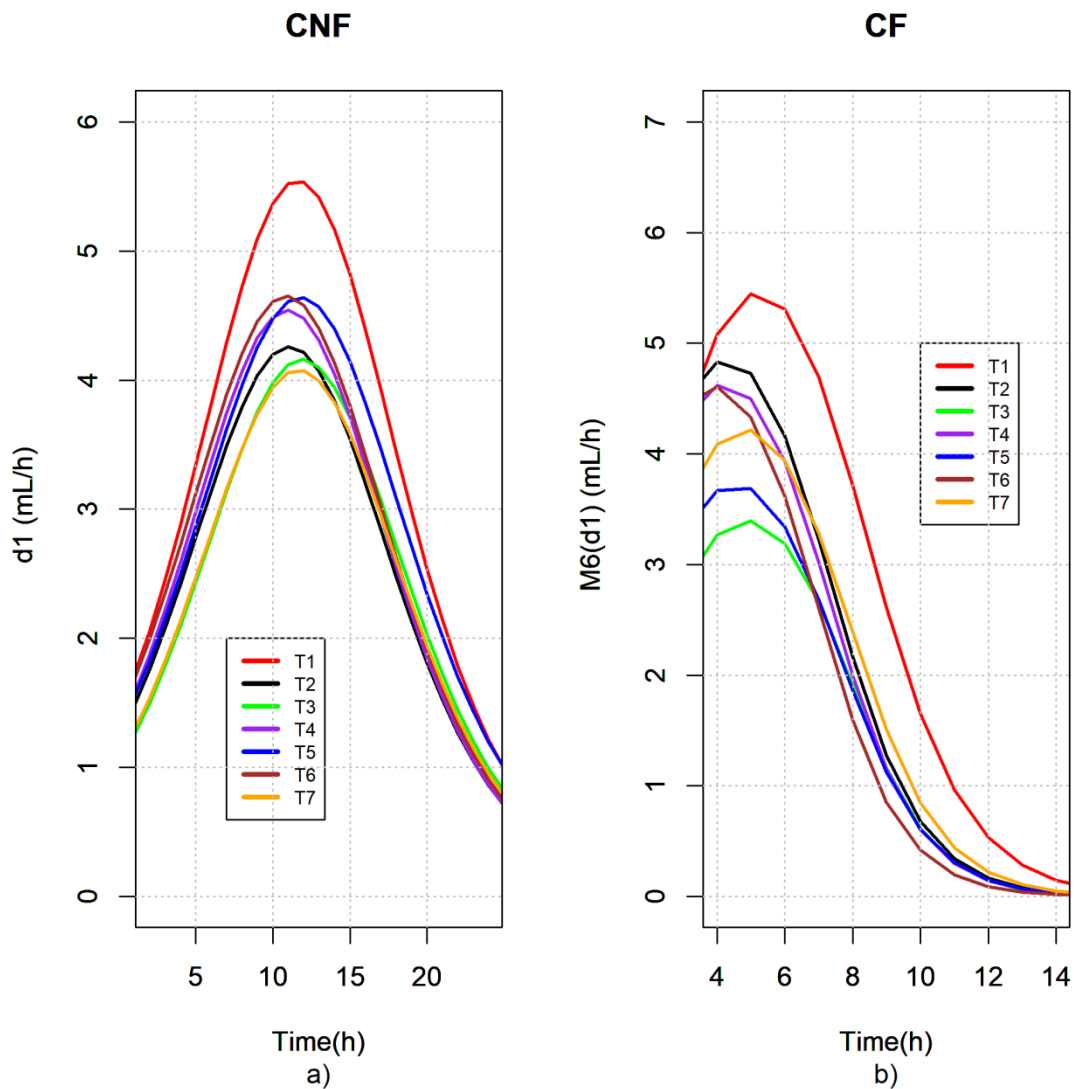 CNF
d1 (mL/h)
6
5
4
3
2
1
0
T1
T2
T3
T4
T5
T6
T7
5 10 15 20
Time(h)
a)
CF
M6(d1) (mL/h)
7
6
5
4
3
2
1
0
T1
T2
T3
T4
T5
T6
T7
4 6 8 10 12 14
Time(h)
b)